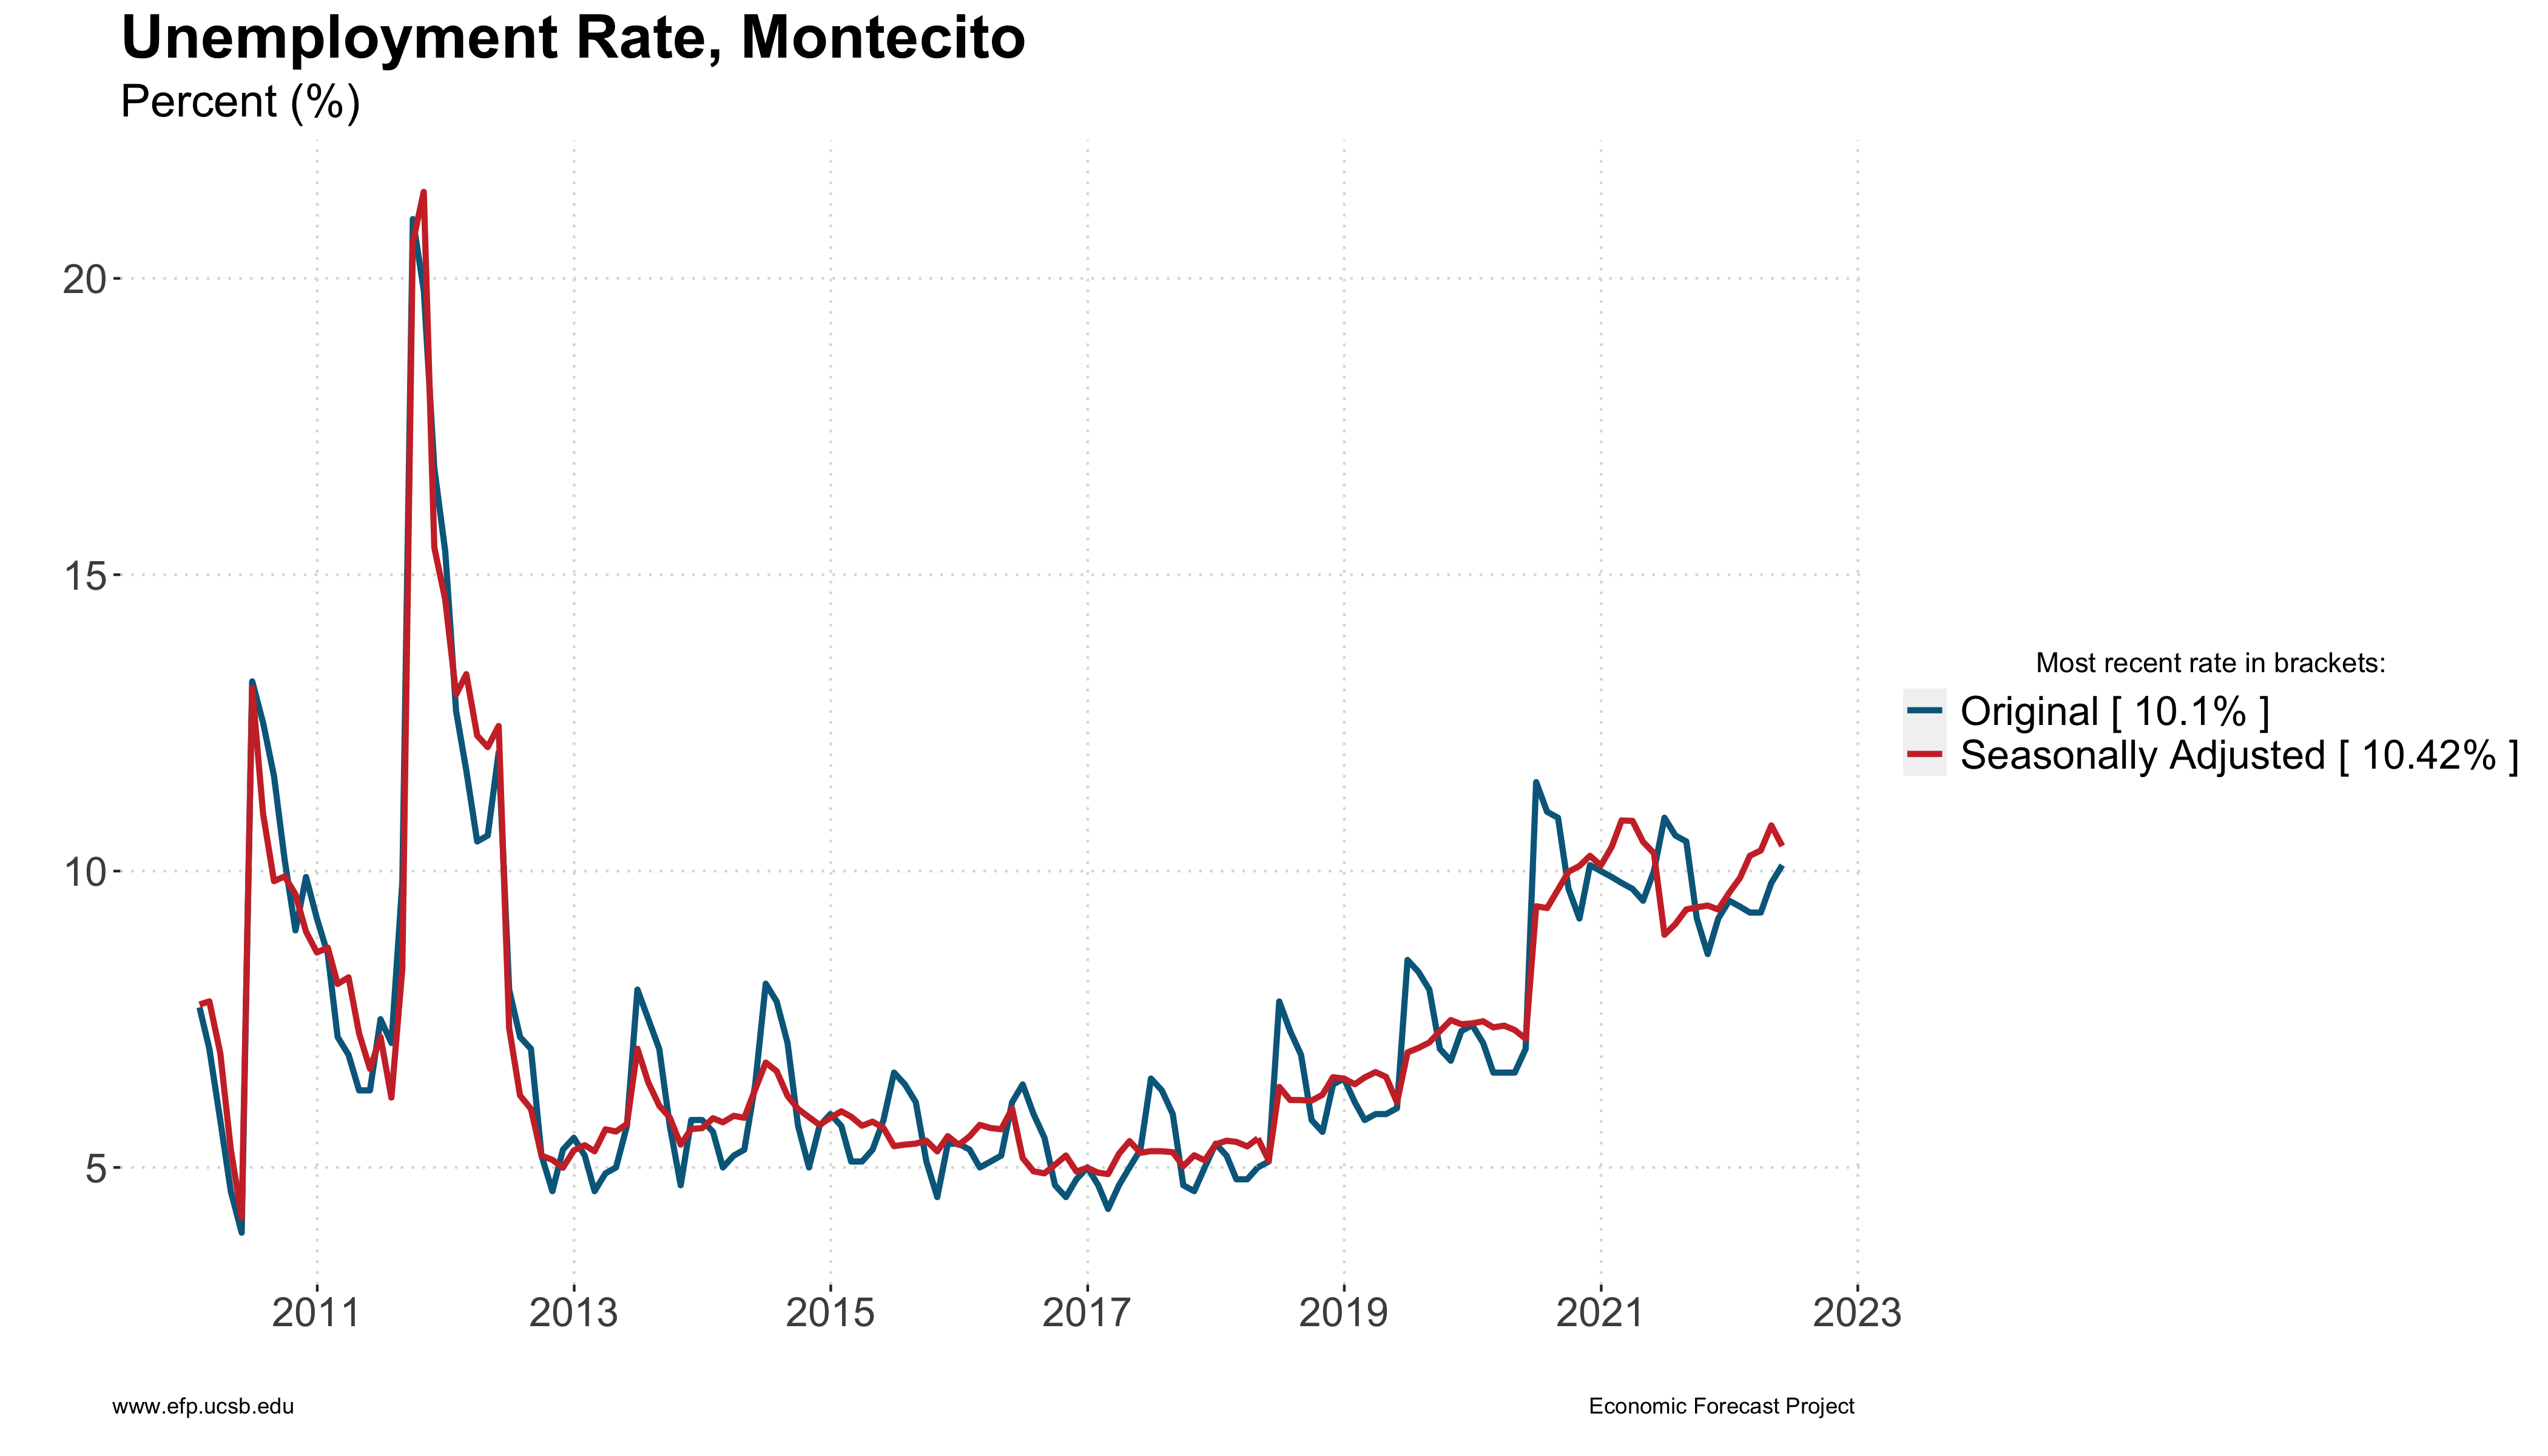 Unemployment Rate, Montecito
Percent (%)
20
15
10
5
2011 2013 2015 2017 2019 2021 2023
Most recent rate in brackets:
Original [ 10.1% ]
Seasonally Adjusted [ 10.42% ]
www.efp.ucsb.edu
Economic Forecast Project